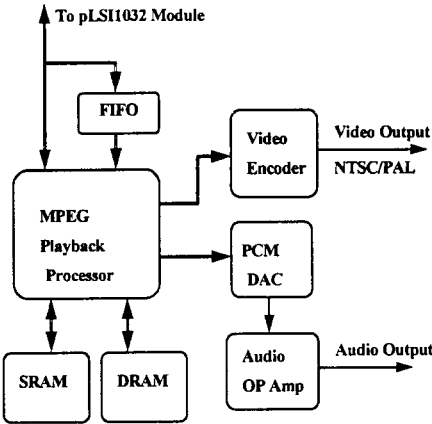 To pLSI1032 Module
FIFO
Video
Encoder
Video Output
NTSC/PAL
MPEG
Playback
Processor
PCM
DAC
SRAM
DRAM
Audio
OP Amp
Audio Output